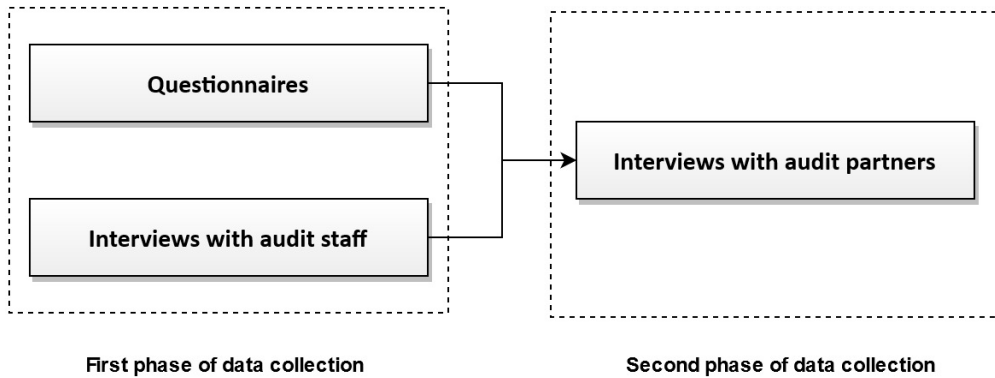 Questionnaires
Interviews with audit staff
Interviews with audit partners
First phase of data collection
Second phase of data collection